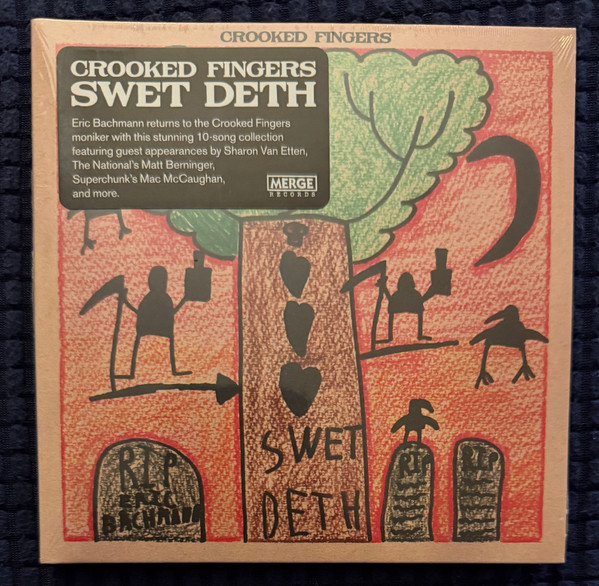 CROOKED FINGERS
CROOKED FINGERS
SWET DETH
Eric Bachmann returns to the Crooked Fingers
moniker with this stunning 10-song collection
featuring guest appearances by Sharon Van Etten,
The National's Matt Berninger,
Superchunk's Mac McCaughan,
and more.
MERGE
RECORDS
SWET
DETH
RIP
ERIC
BACHMANN
RIP
RIP